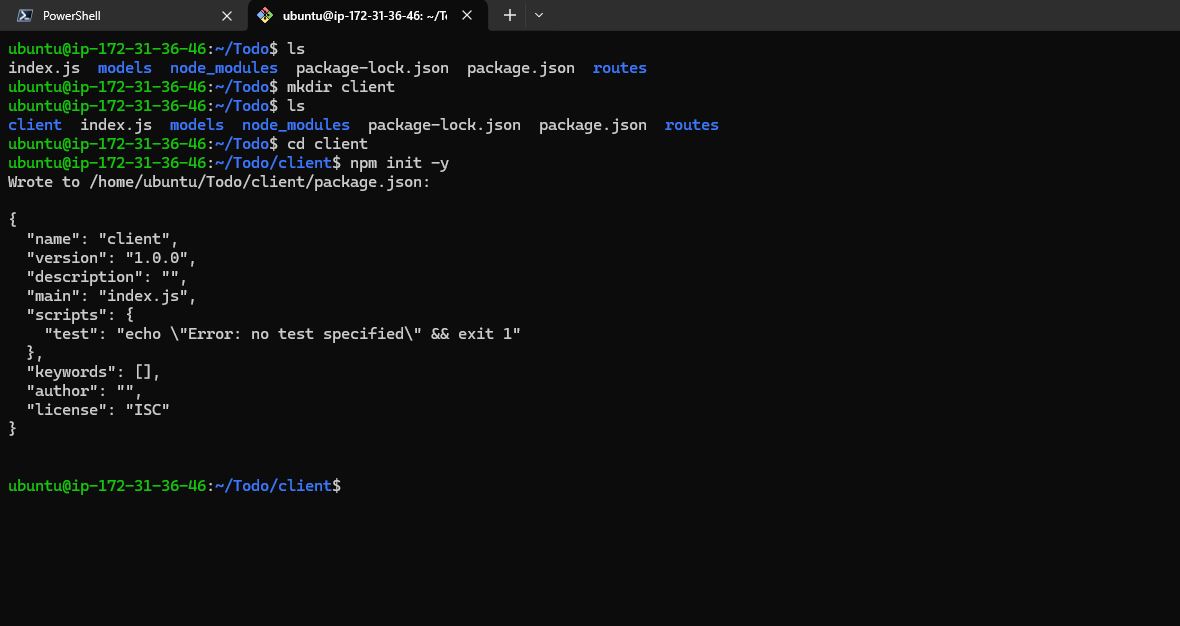 PowerShell
ubuntu@ip-172-31-36-46: ~/To
ubuntu@ip-172-31-36-46:~/Todo$ ls
index.js  models  node_modules  package-lock.json  package.json  routes
ubuntu@ip-172-31-36-46:~/Todo$ mkdir client
ubuntu@ip-172-31-36-46:~/Todo$ ls
client  index.js  models  node_modules  package-lock.json  package.json  routes
ubuntu@ip-172-31-36-46:~/Todo$ cd client
ubuntu@ip-172-31-36-46:~/Todo/client$ npm init -y
Wrote to /home/ubuntu/Todo/client/package.json:
{
  "name": "client",
  "version": "1.0.0",
  "description": "",
  "main": "index.js",
  "scripts": {
    "test": "echo \"Error: no test specified\" && exit 1"
  },
  "keywords": [],
  "author": "",
  "license": "ISC"
}
ubuntu@ip-172-31-36-46:~/Todo/client$